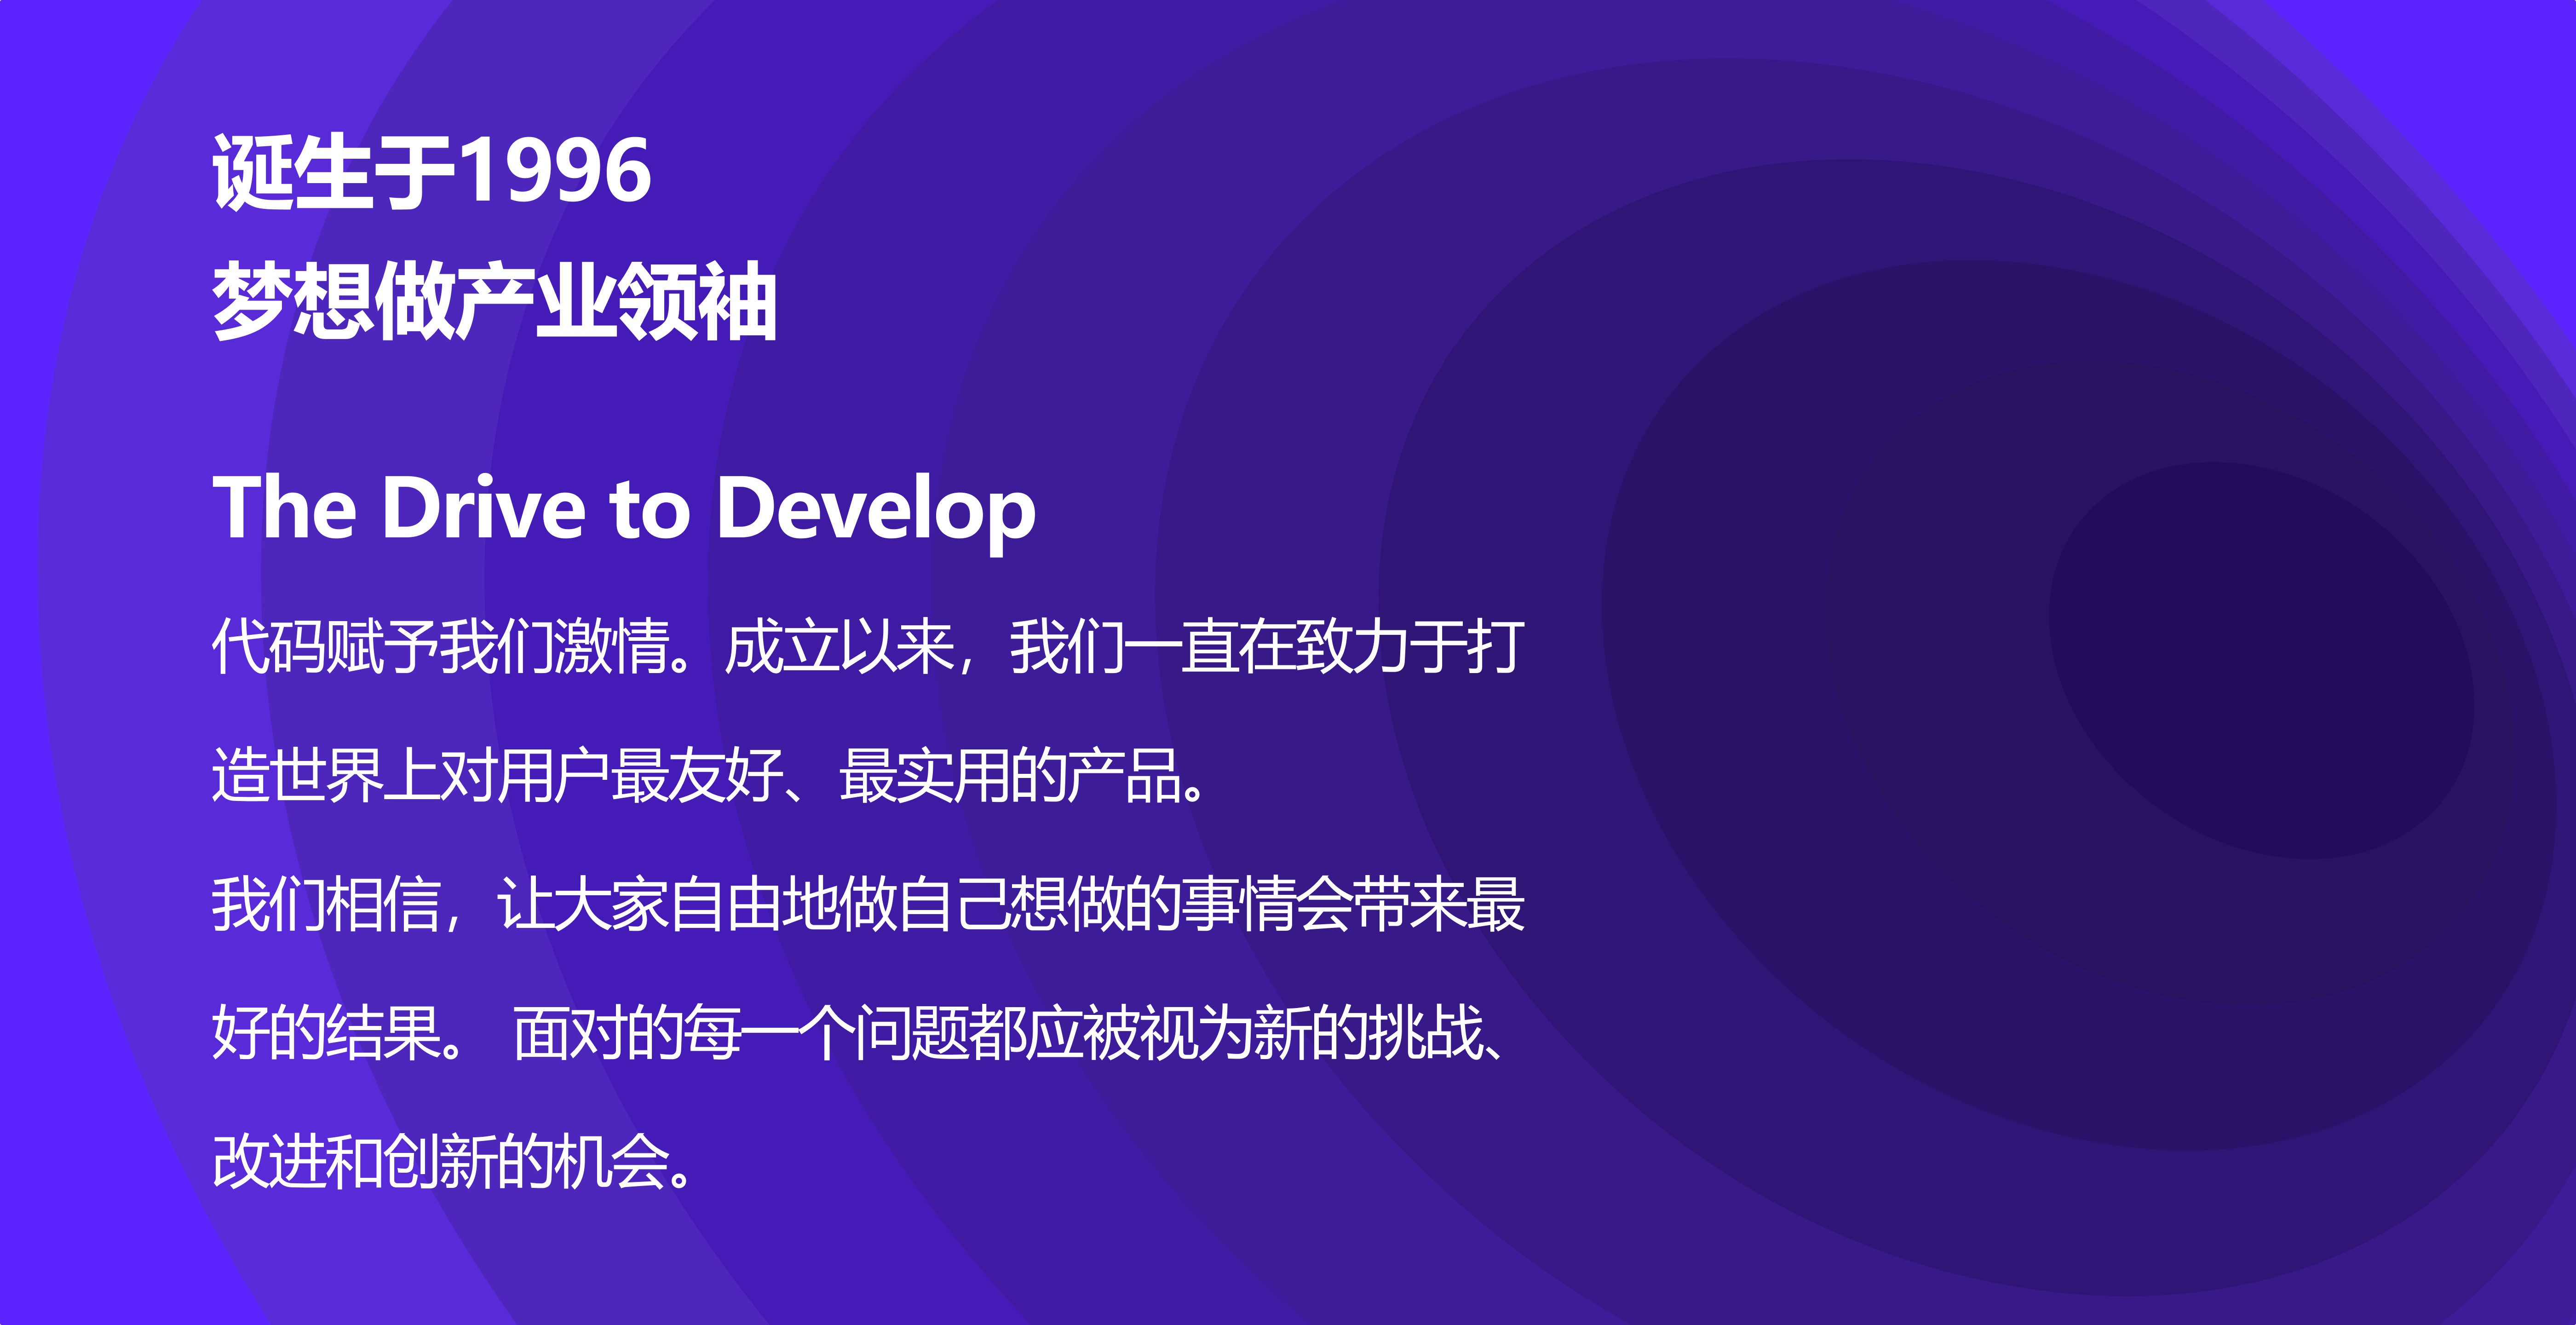 诞生于1996
梦想做产业领袖
The Drive to Develop
代码赋予我们激情。成立以来，我们一直在致力于打
造世界上对用户最友好、最实用的产品。
我们相信，让大家自由地做自己想做的事情会带来最
好的结果。 面对的每一个问题都应被视为新的挑战、
改进和创新的机会。